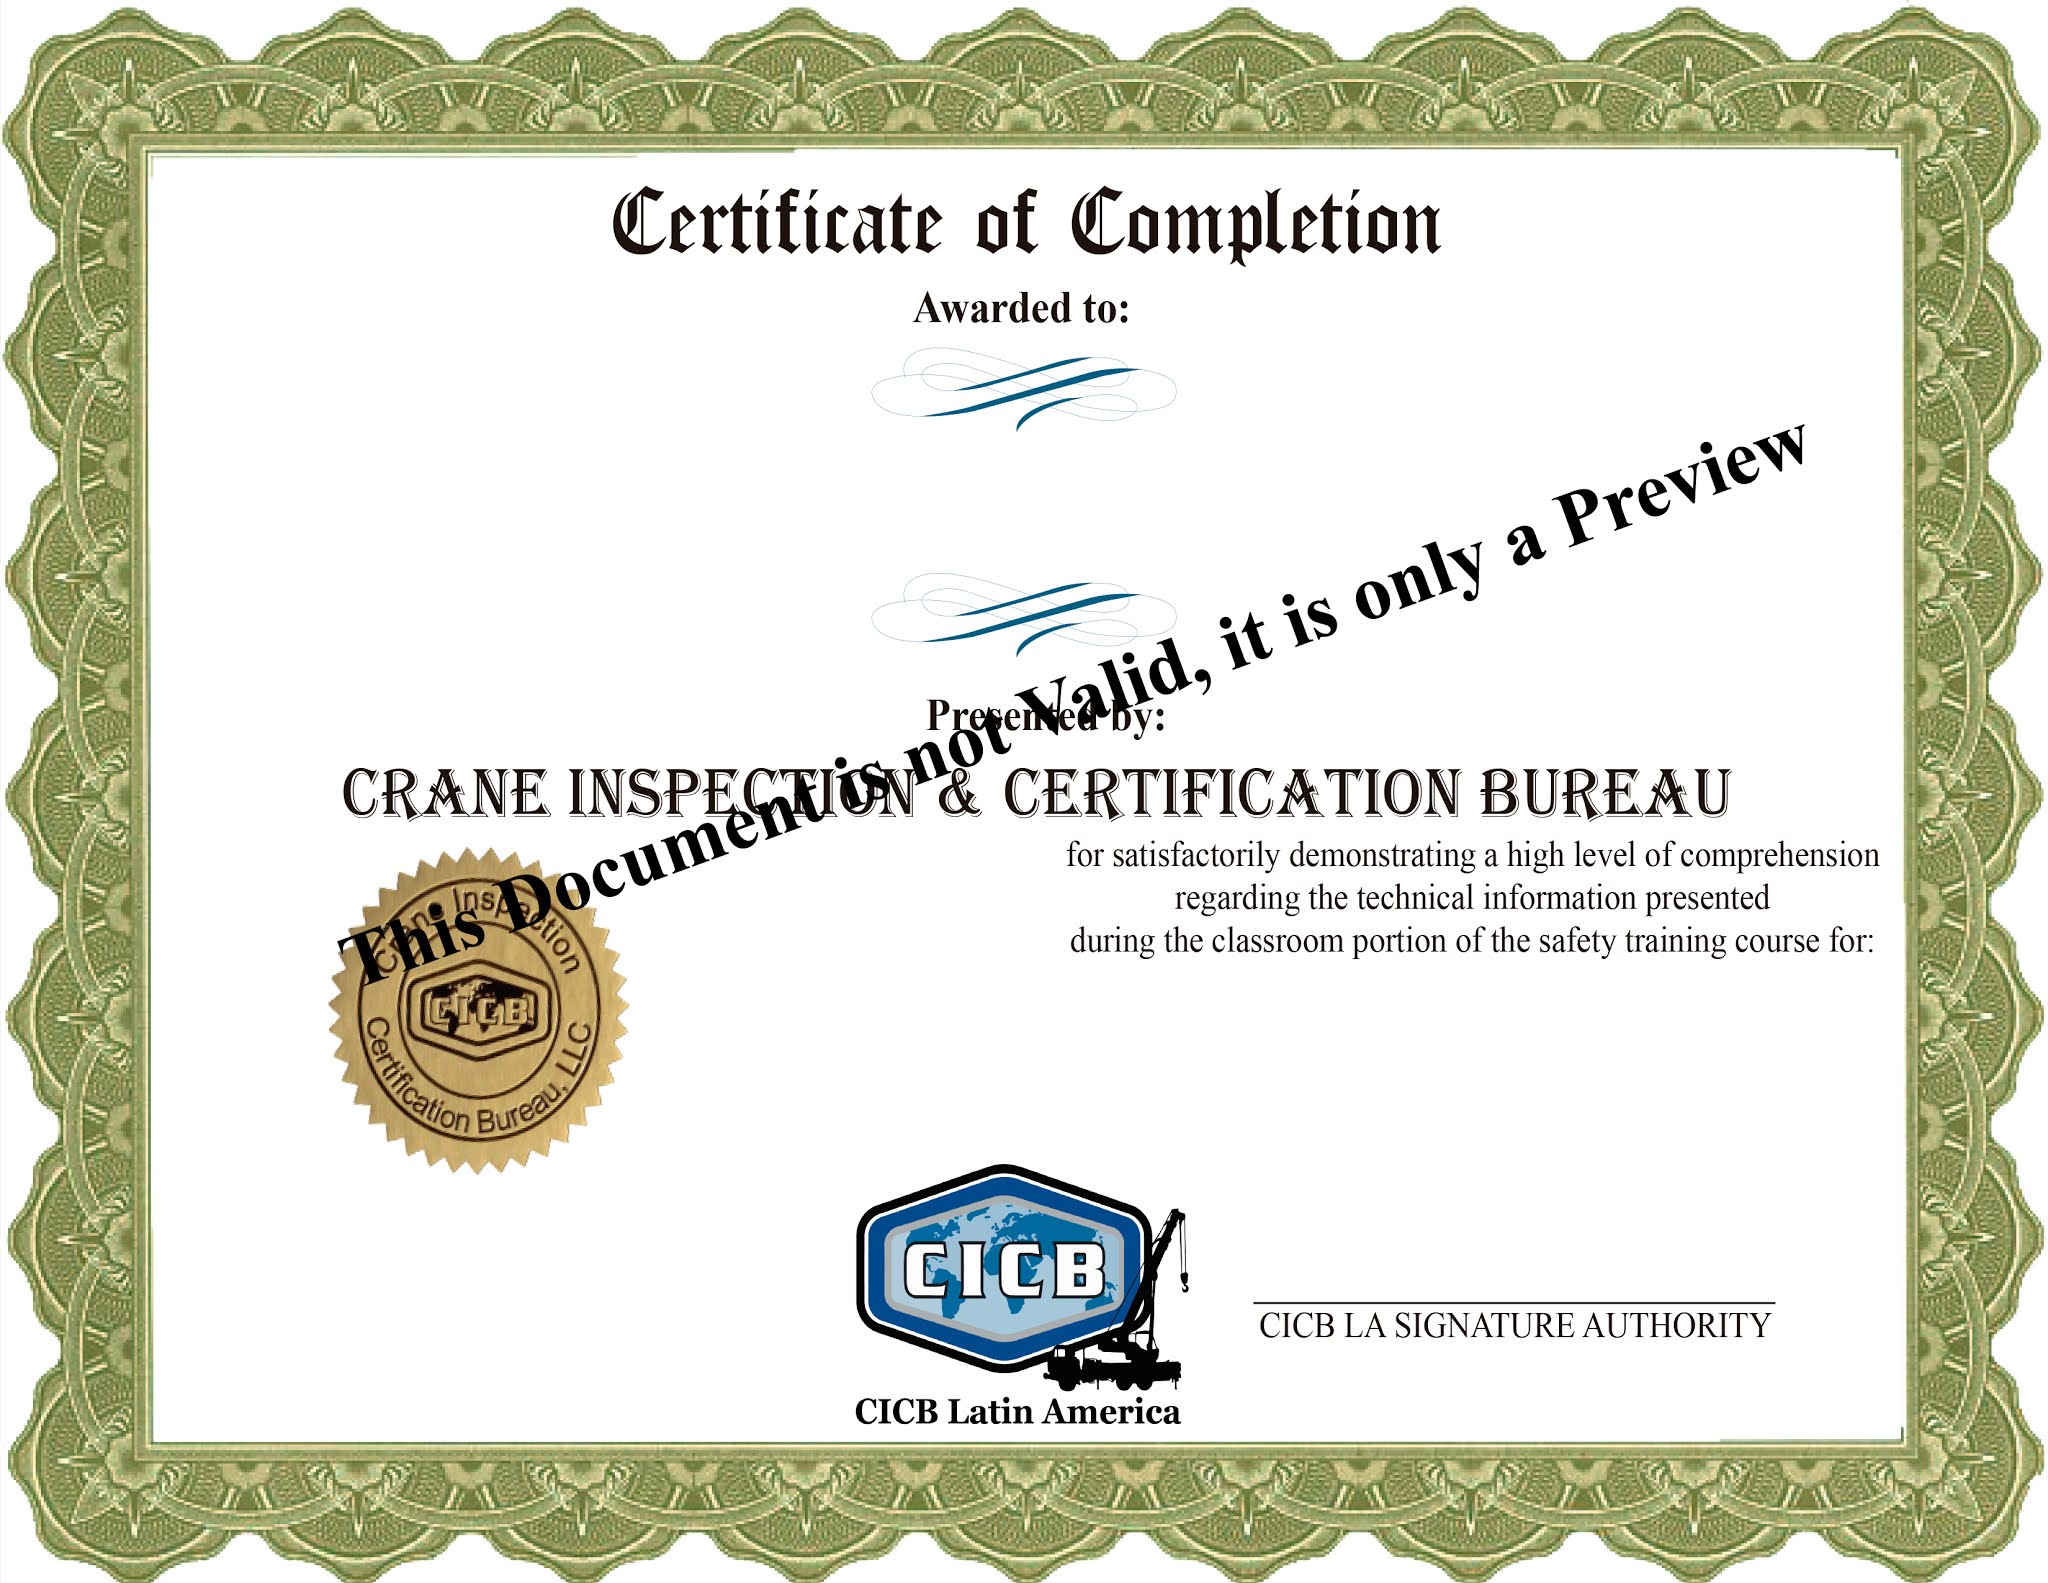 Certificate of Completion
Awarded to:
This Document is not Valid, it is only a Preview
Presented by:
CRANE INSPECTION & CERTIFICATION BUREAU
for satisfactorily demonstrating a high level of comprehension
regarding the technical information presented
during the classroom portion of the safety training course for:
Crane Inspection
CICB
Certification Bureau, LLC
CICB
CICB Latin America
CICB LA SIGNATURE AUTHORITY